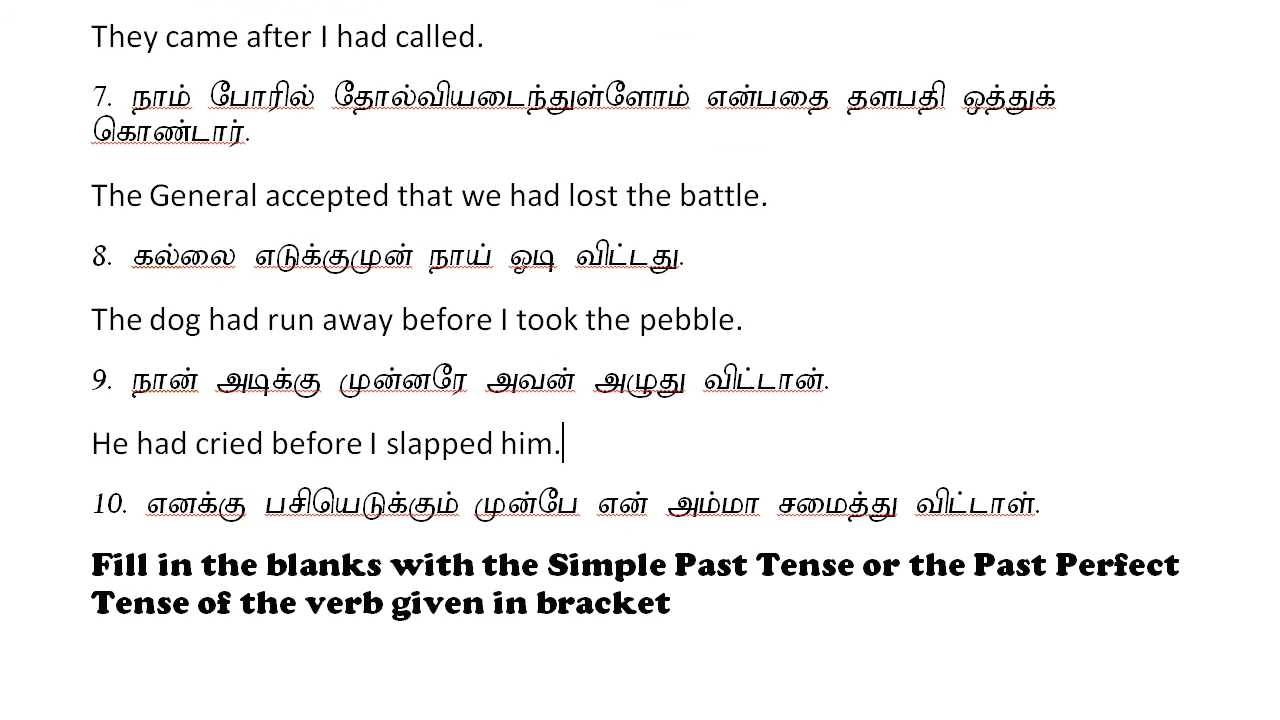 They came after I had called.
7. நாம் போரில் தோல்வியடைந்துள்ளோம் என்பதை தளபதி ஒத்துக்
கொண்டார்.
The General accepted that we had lost the battle.
8. கல்லை எடுக்குமுன் நாய் ஓடி விட்டது.
The dog had run away before I took the pebble.
9. நான் அடிக்கு முன்னரே அவன் அழுது விட்டான்.
He had cried before I slapped him.
10. எனக்கு பசியெடுக்கும் முன்பே என் அம்மா சமைத்து விட்டாள்.
Fill in the blanks with the Simple Past Tense or the Past Perfect
Tense of the verb given in bracket